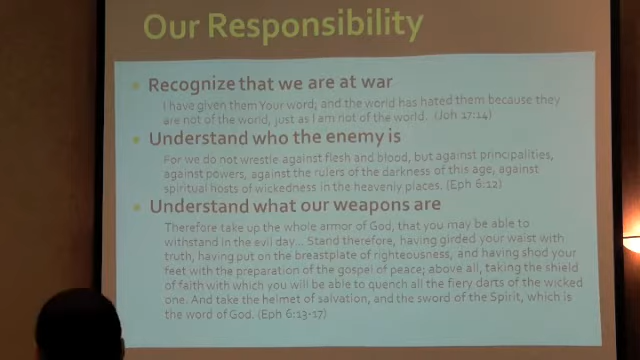 Our Responsibility
Recognize that we are at war
I have given them Your word; and the world has hated them because they
are not of the world, just as I am not of the world. (Joh 17:14)
Understand who the enemy is
For we do not wrestle against flesh and blood, but against principalities,
against powers, against the rulers of the darkness of this age, against
spiritual hosts of wickedness in the heavenly places. (Eph 6:12)
Understand what our weapons are
Therefore take up the whole armor of God, that you may be able to
withstand in the evil day... Stand therefore, having girded your waist with
truth, having put on the breastplate of righteousness, and having shod your
feet with the preparation of the gospel of peace; above all, taking the shield
of faith with which you will be able to quench all the fiery darts of the wicked
one. And take the helmet of salvation, and the sword of the Spirit, which is
the word of God. (Eph 6:13-17)